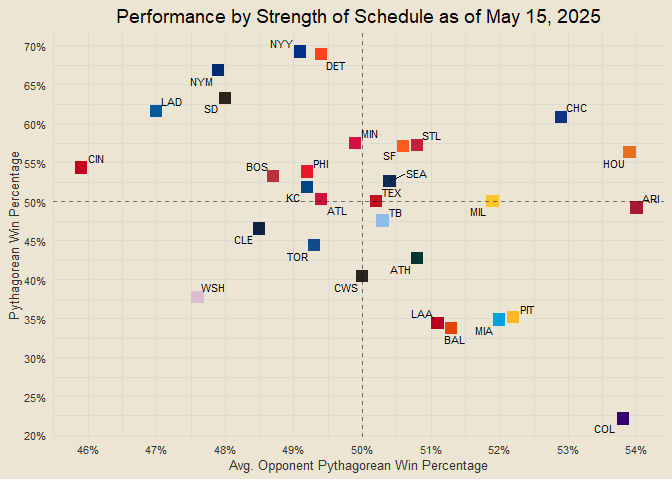 Performance by Strength of Schedule as of May 15, 2025
Pythagorean Win Percentage
70%
65%
60%
55%
50%
45%
40%
35%
30%
25%
20%
NYY
DET
NYM
LAD
SD
CHC
MIN
STL
SF
HOU
CIN
BOS
PHI
SEA
KC
TEX
ARI
ATL
TB
MIL
CLE
TOR
ATH
WSH
CWS
LAA
PIT
MIA
BAL
COL
46%
47%
48%
49%
50%
51%
52%
53%
54%
Avg. Opponent Pythagorean Win Percentage